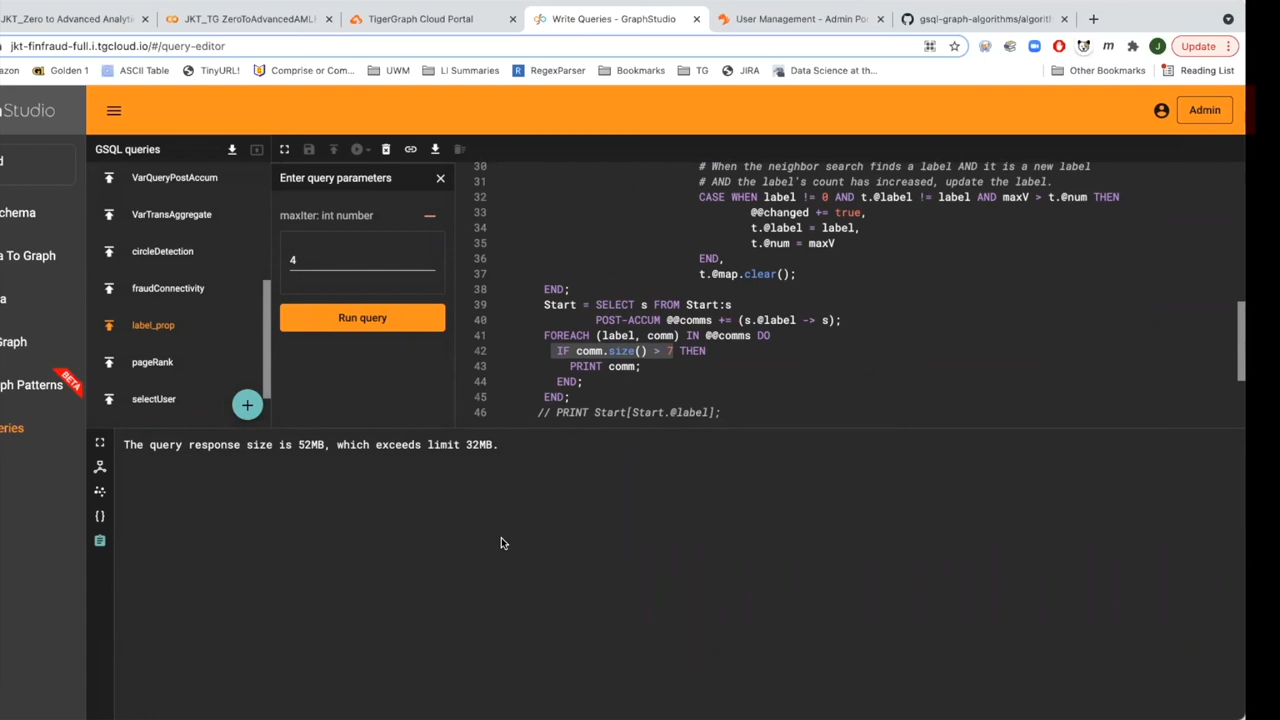 JKT_Zero to Advanced Analyti
JKT_TG ZeroToAdvancedAMLF
TigerGraph Cloud Portal
Write Queries - GraphStudio
User Management - Admin Por
gsql-graph-algorithms/algorith
jkt-finfraud-full.i.tgcloud.io/#/query-editor
J
Update
azon
Golden 1
ASCII Table
TinyURL!
Comprise or Com...
UWM
LI Summaries
RegexParser
Bookmarks
TG
JIRA
Data Science at th...
Other Bookmarks
Reading List
Studio
Admin
GSQL queries
VarQueryPostAccum
VarTransAggregate
circleDetection
fraudConnectivity
label_prop
pageRank
selectUser
Enter query parameters
maxIter: int number
4
Run query
30 # When the neighbor search finds a label AND it is a new label
31 # AND the label's count has increased, update the label.
32 CASE WHEN label != 0 AND t.@label != label AND maxV > t.@num THEN
33 @@changed += true,
34 t.@label = label,
35 t.@num = maxV
36 END,
37 t.@map.clear();
38 END;
39 Start = SELECT s FROM Start:s
40 POST-ACCUM @@comms += (s.@label -> s);
41 FOREACH (label, comm) IN @@comms DO
42 IF comm.size() > 7 THEN
43 PRINT comm;
44 END;
45 END;
46 // PRINT Start[Start.@label];
d
chema
a To Graph
a
raph
ph Patterns
BETA
eries
The query response size is 52MB, which exceeds limit 32MB.